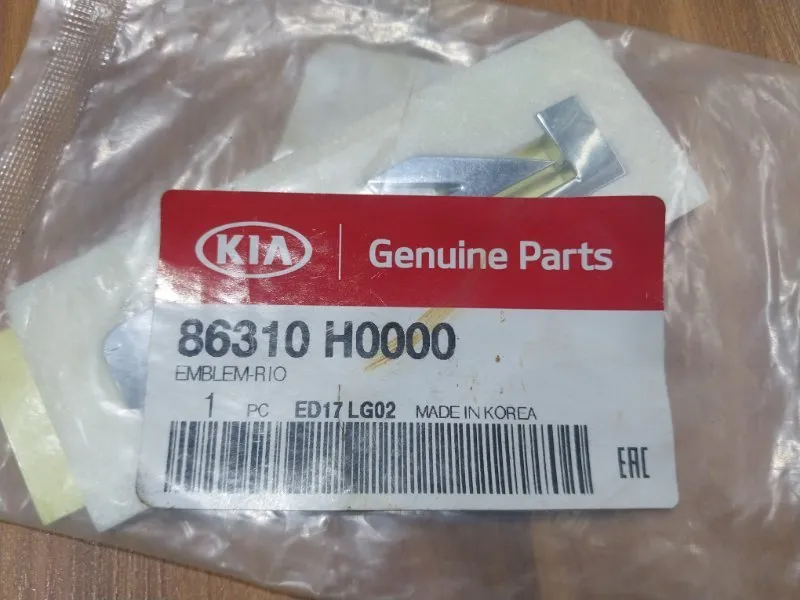 KIA Genuine Parts
86310 H0000
EMBLEM-RIO
1 PC ED17 LG02 MADE IN KOREA
EAC